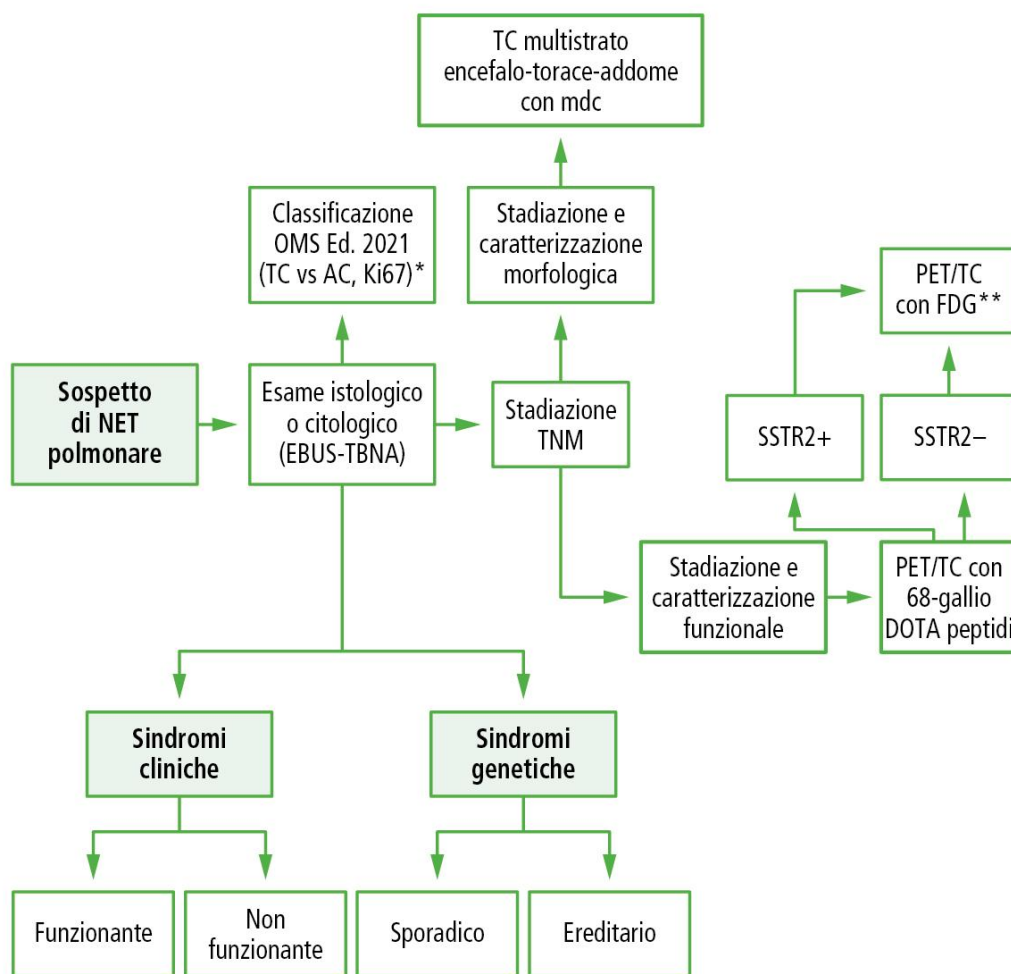 TC multistrato
encefalo-torace-addome
con mdc
Classificazione
OMS Ed. 2021
(TC vs AC, Ki67)*
Stadiazione e
caratterizzazione
morfologica
PET/TC
con FDG**
Sospetto
di NET
polmonare
Esame istologico
o citologico
(EBUS-TBNA)
Stadiazione
TNM
SSTR2+
SSTR2–
Stadiazione e
caratterizzazione
funzionale
PET/TC con
68-gallio
DOTA peptidi
Sindromi
cliniche
Sindromi
genetiche
Funzionante
Non
funzionante
Sporadico
Ereditario